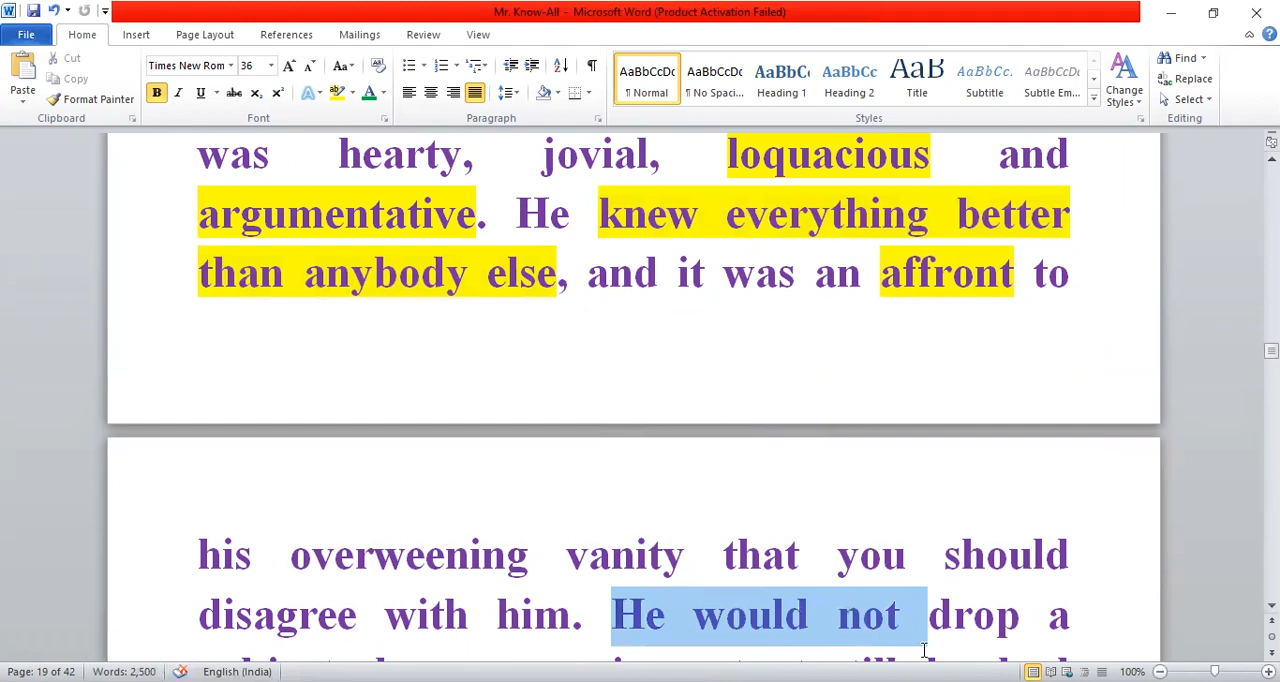 Mr. Know-All - Microsoft Word (Product Activation Failed)
File Home Insert Page Layout References Mailings Review View
Paste
Cut
Copy
Format Painter
Clipboard
Times New Rom 36
Font
Paragraph
AaBbCcDc AaBbCcDc AaBbC AaBbCc AaB AaBbCc. AaBbCcDc
¶ Normal ¶ No Spaci... Heading 1 Heading 2 Title Subtitle Subtle Em...
Change Styles
Styles
Find
Replace
Select
Editing
was hearty, jovial, loquacious and
argumentative. He knew everything better
than anybody else, and it was an affront to
his overweening vanity that you should
disagree with him. He would not drop a
Page: 19 of 42 Words: 2,500 English (India) 100%